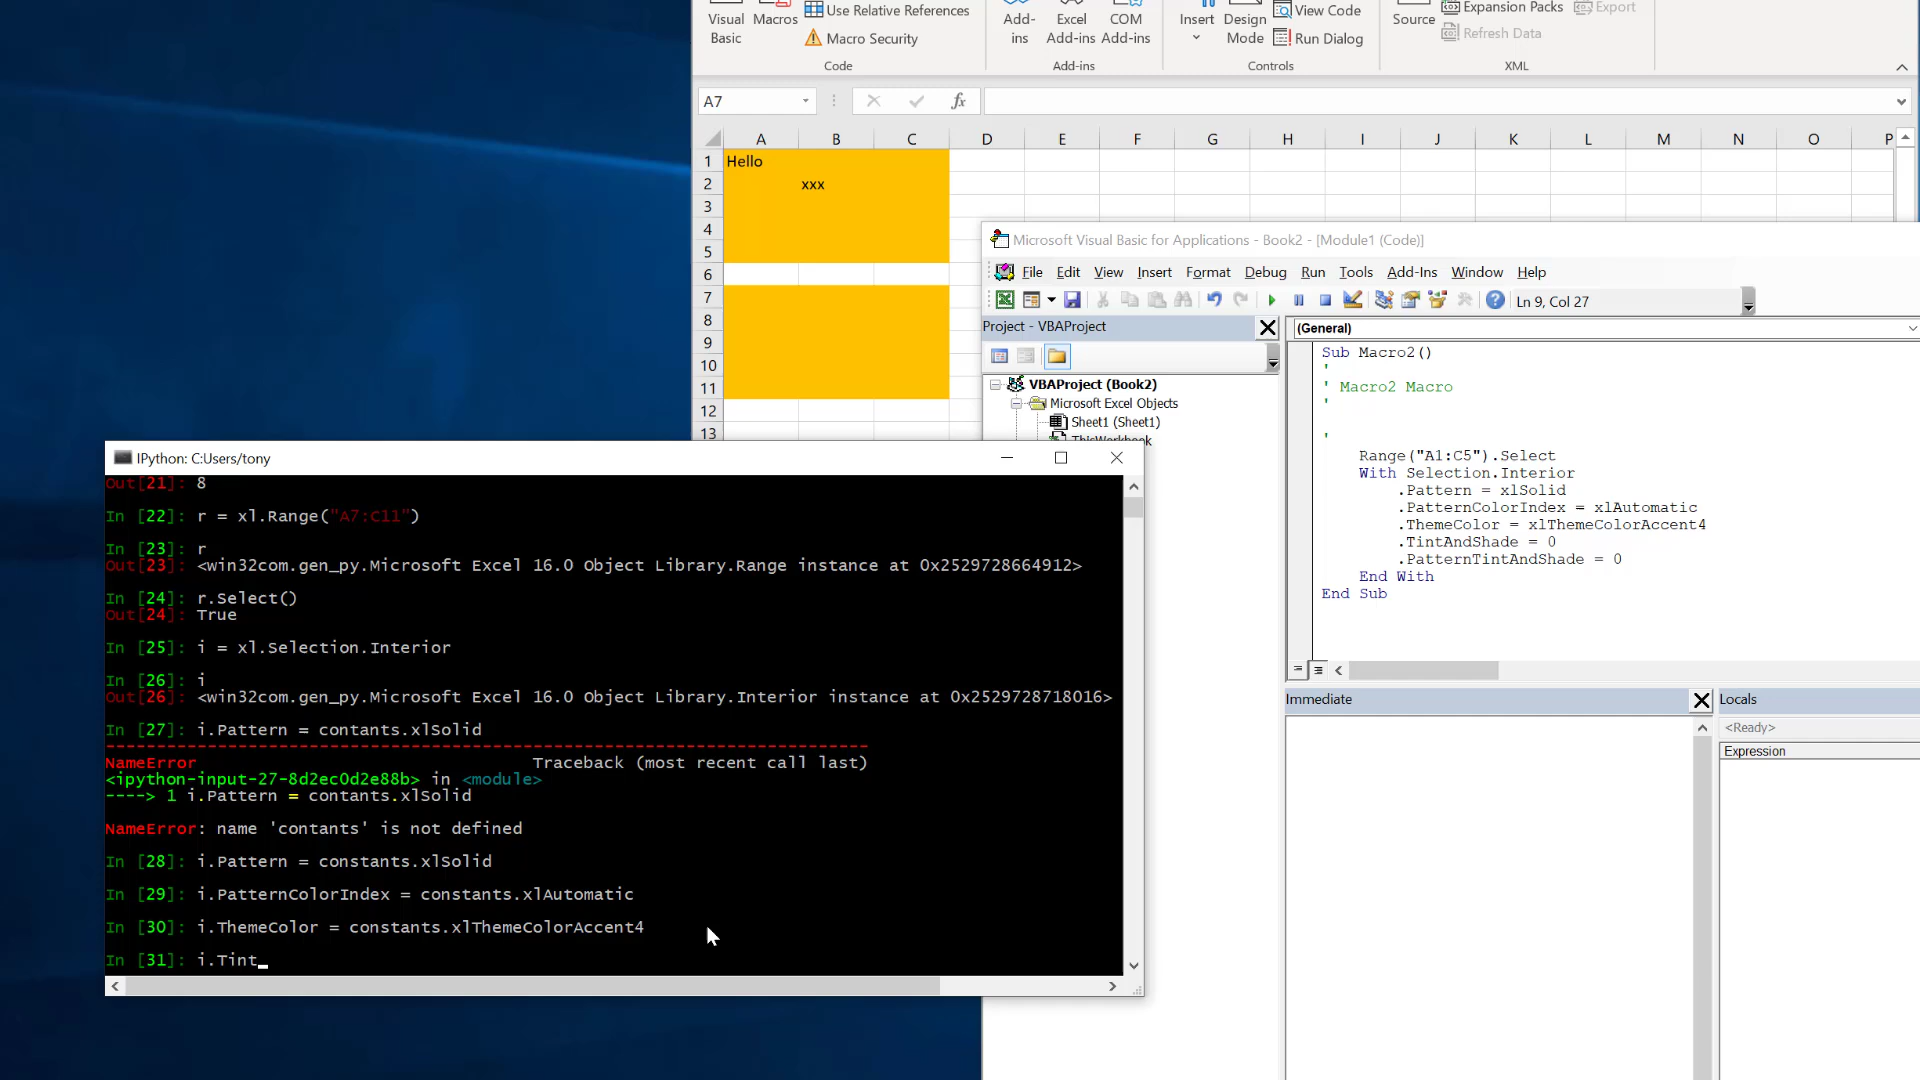 Visual Basic
Macros
Use Relative References
Macro Security
Code
Add-
ins
Excel
Add-ins
COM
Add-ins
Add-ins
Insert
Design
Mode
View Code
Run Dialog
Controls
Source
Expansion Packs
Export
Refresh Data
XML
A7
fx
A B C D E F G H I J K L M N O P
1 Hello
2 xxx
3
4
5
6
7
8
9
10
11
12
13
Microsoft Visual Basic for Applications - Book2 - [Module1 (Code)]
File Edit View Insert Format Debug Run Tools Add-Ins Window Help
Ln 9, Col 27
Project - VBAProject
VBAProject (Book2)
Microsoft Excel Objects
Sheet1 (Sheet1)
ThisWorkbook
(General)
Sub Macro2()
'
' Macro2 Macro
'
'
Range("A1:C5").Select
With Selection.Interior
.Pattern = xlSolid
.PatternColorIndex = xlAutomatic
.ThemeColor = xlThemeColorAccent4
.TintAndShade = 0
.PatternTintAndShade = 0
End With
End Sub
Immediate
Locals
<Ready>
Expression
IPython: C:Users/tony
Out[21]: 8
In [22]: r = xl.Range("A7:C11")
In [23]: r
Out[23]: <win32com.gen_py.Microsoft Excel 16.0 Object Library.Range instance at 0x2529728664912>
In [24]: r.Select()
Out[24]: True
In [25]: i = xl.Selection.Interior
In [26]: i
Out[26]: <win32com.gen_py.Microsoft Excel 16.0 Object Library.Interior instance at 0x2529728718016>
In [27]: i.Pattern = contants.xlSolid
---------------------------------------------------------------------------
NameError Traceback (most recent call last)
<ipython-input-27-8d2ec0d2e88b> in <module>
----> 1 i.Pattern = contants.xlSolid
NameError: name 'contants' is not defined
In [28]: i.Pattern = constants.xlSolid
In [29]: i.PatternColorIndex = constants.xlAutomatic
In [30]: i.ThemeColor = constants.xlThemeColorAccent4
In [31]: i.Tint_